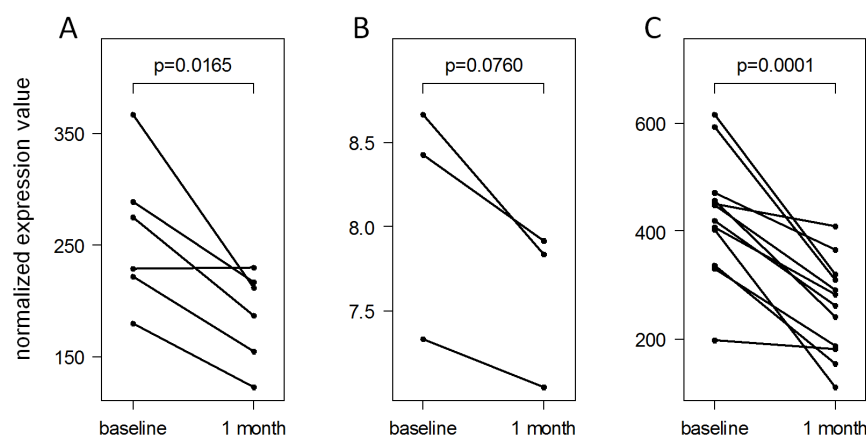 A
B
C
p=0.0165
p=0.0760
p=0.0001
normalized expression value
350
250
150
8.5
8.0
7.5
600
400
200
baseline 1 month
baseline 1 month
baseline 1 month